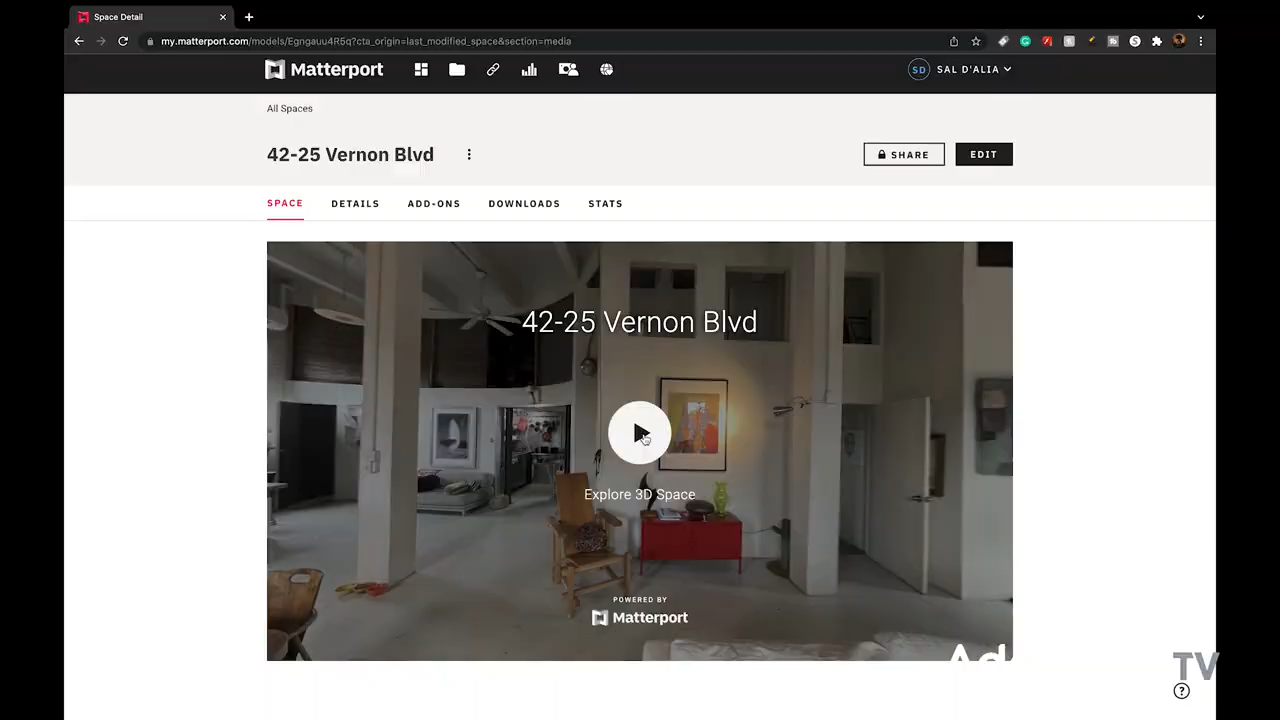 Space Detail
my.matterport.com/models/Egngauu4R5q?cta_origin=last_modified_space&section=media
Matterport
SD SAL D'ALIA
All Spaces
42-25 Vernon Blvd
SHARE
EDIT
SPACE DETAILS ADD-ONS DOWNLOADS STATS
42-25 Vernon Blvd
Explore 3D Space
POWERED BY
Matterport
TV
?